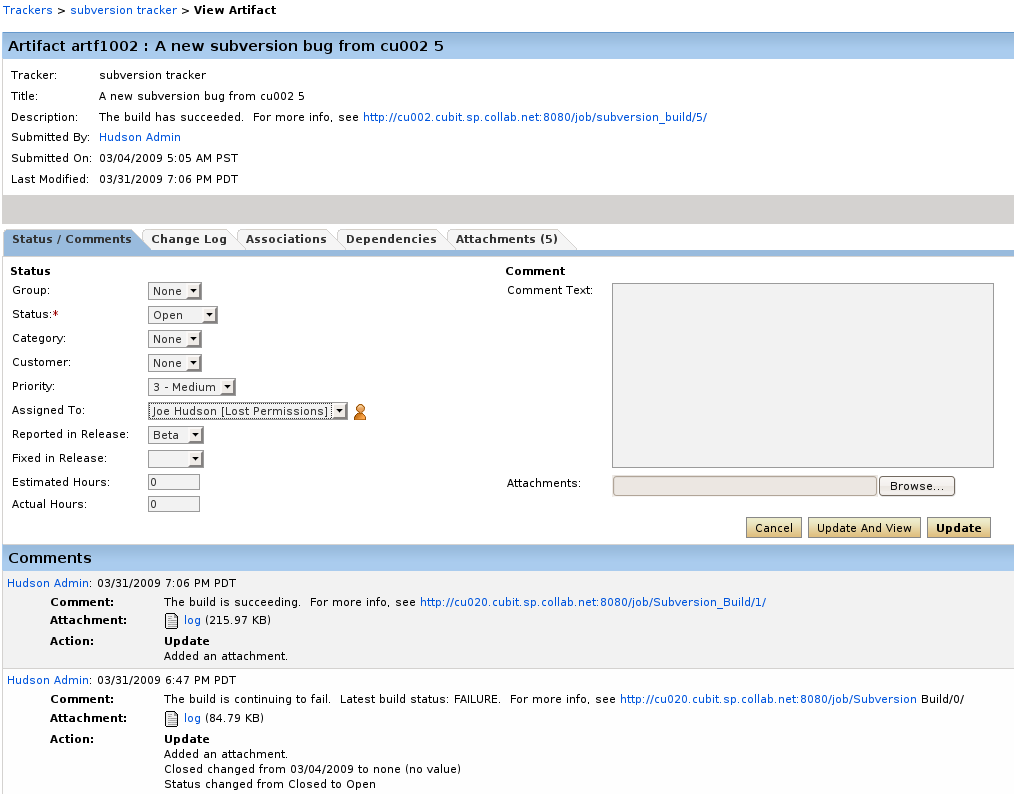 Trackers > subversion tracker > View Artifact
Artifact artf1002 : A new subversion bug from cu002 5
Tracker: subversion tracker
Title: A new subversion bug from cu002 5
Description: The build has succeeded. For more info, see http://cu002.cubit.sp.collab.net:8080/job/subversion_build/5/
Submitted By: Hudson Admin
Submitted On: 03/04/2009 5:05 AM PST
Last Modified: 03/31/2009 7:06 PM PDT
Status / Comments Change Log Associations Dependencies Attachments (5)
Status
Group: None
Status:* Open
Category: None
Customer: None
Priority: 3 - Medium
Assigned To: Joe Hudson [Lost Permissions]
Reported in Release: Beta
Fixed in Release:
Estimated Hours: 0
Actual Hours: 0
Comment
Comment Text:
Attachments: Browse...
Cancel Update And View Update
Comments
Hudson Admin: 03/31/2009 7:06 PM PDT
Comment: The build is succeeding. For more info, see http://cu020.cubit.sp.collab.net:8080/job/Subversion_Build/1/
Attachment: log (215.97 KB)
Action: Update
Added an attachment.
Hudson Admin: 03/31/2009 6:47 PM PDT
Comment: The build is continuing to fail. Latest build status: FAILURE. For more info, see http://cu020.cubit.sp.collab.net:8080/job/Subversion Build/0/
Attachment: log (84.79 KB)
Action: Update
Added an attachment.
Closed changed from 03/04/2009 to none (no value)
Status changed from Closed to Open